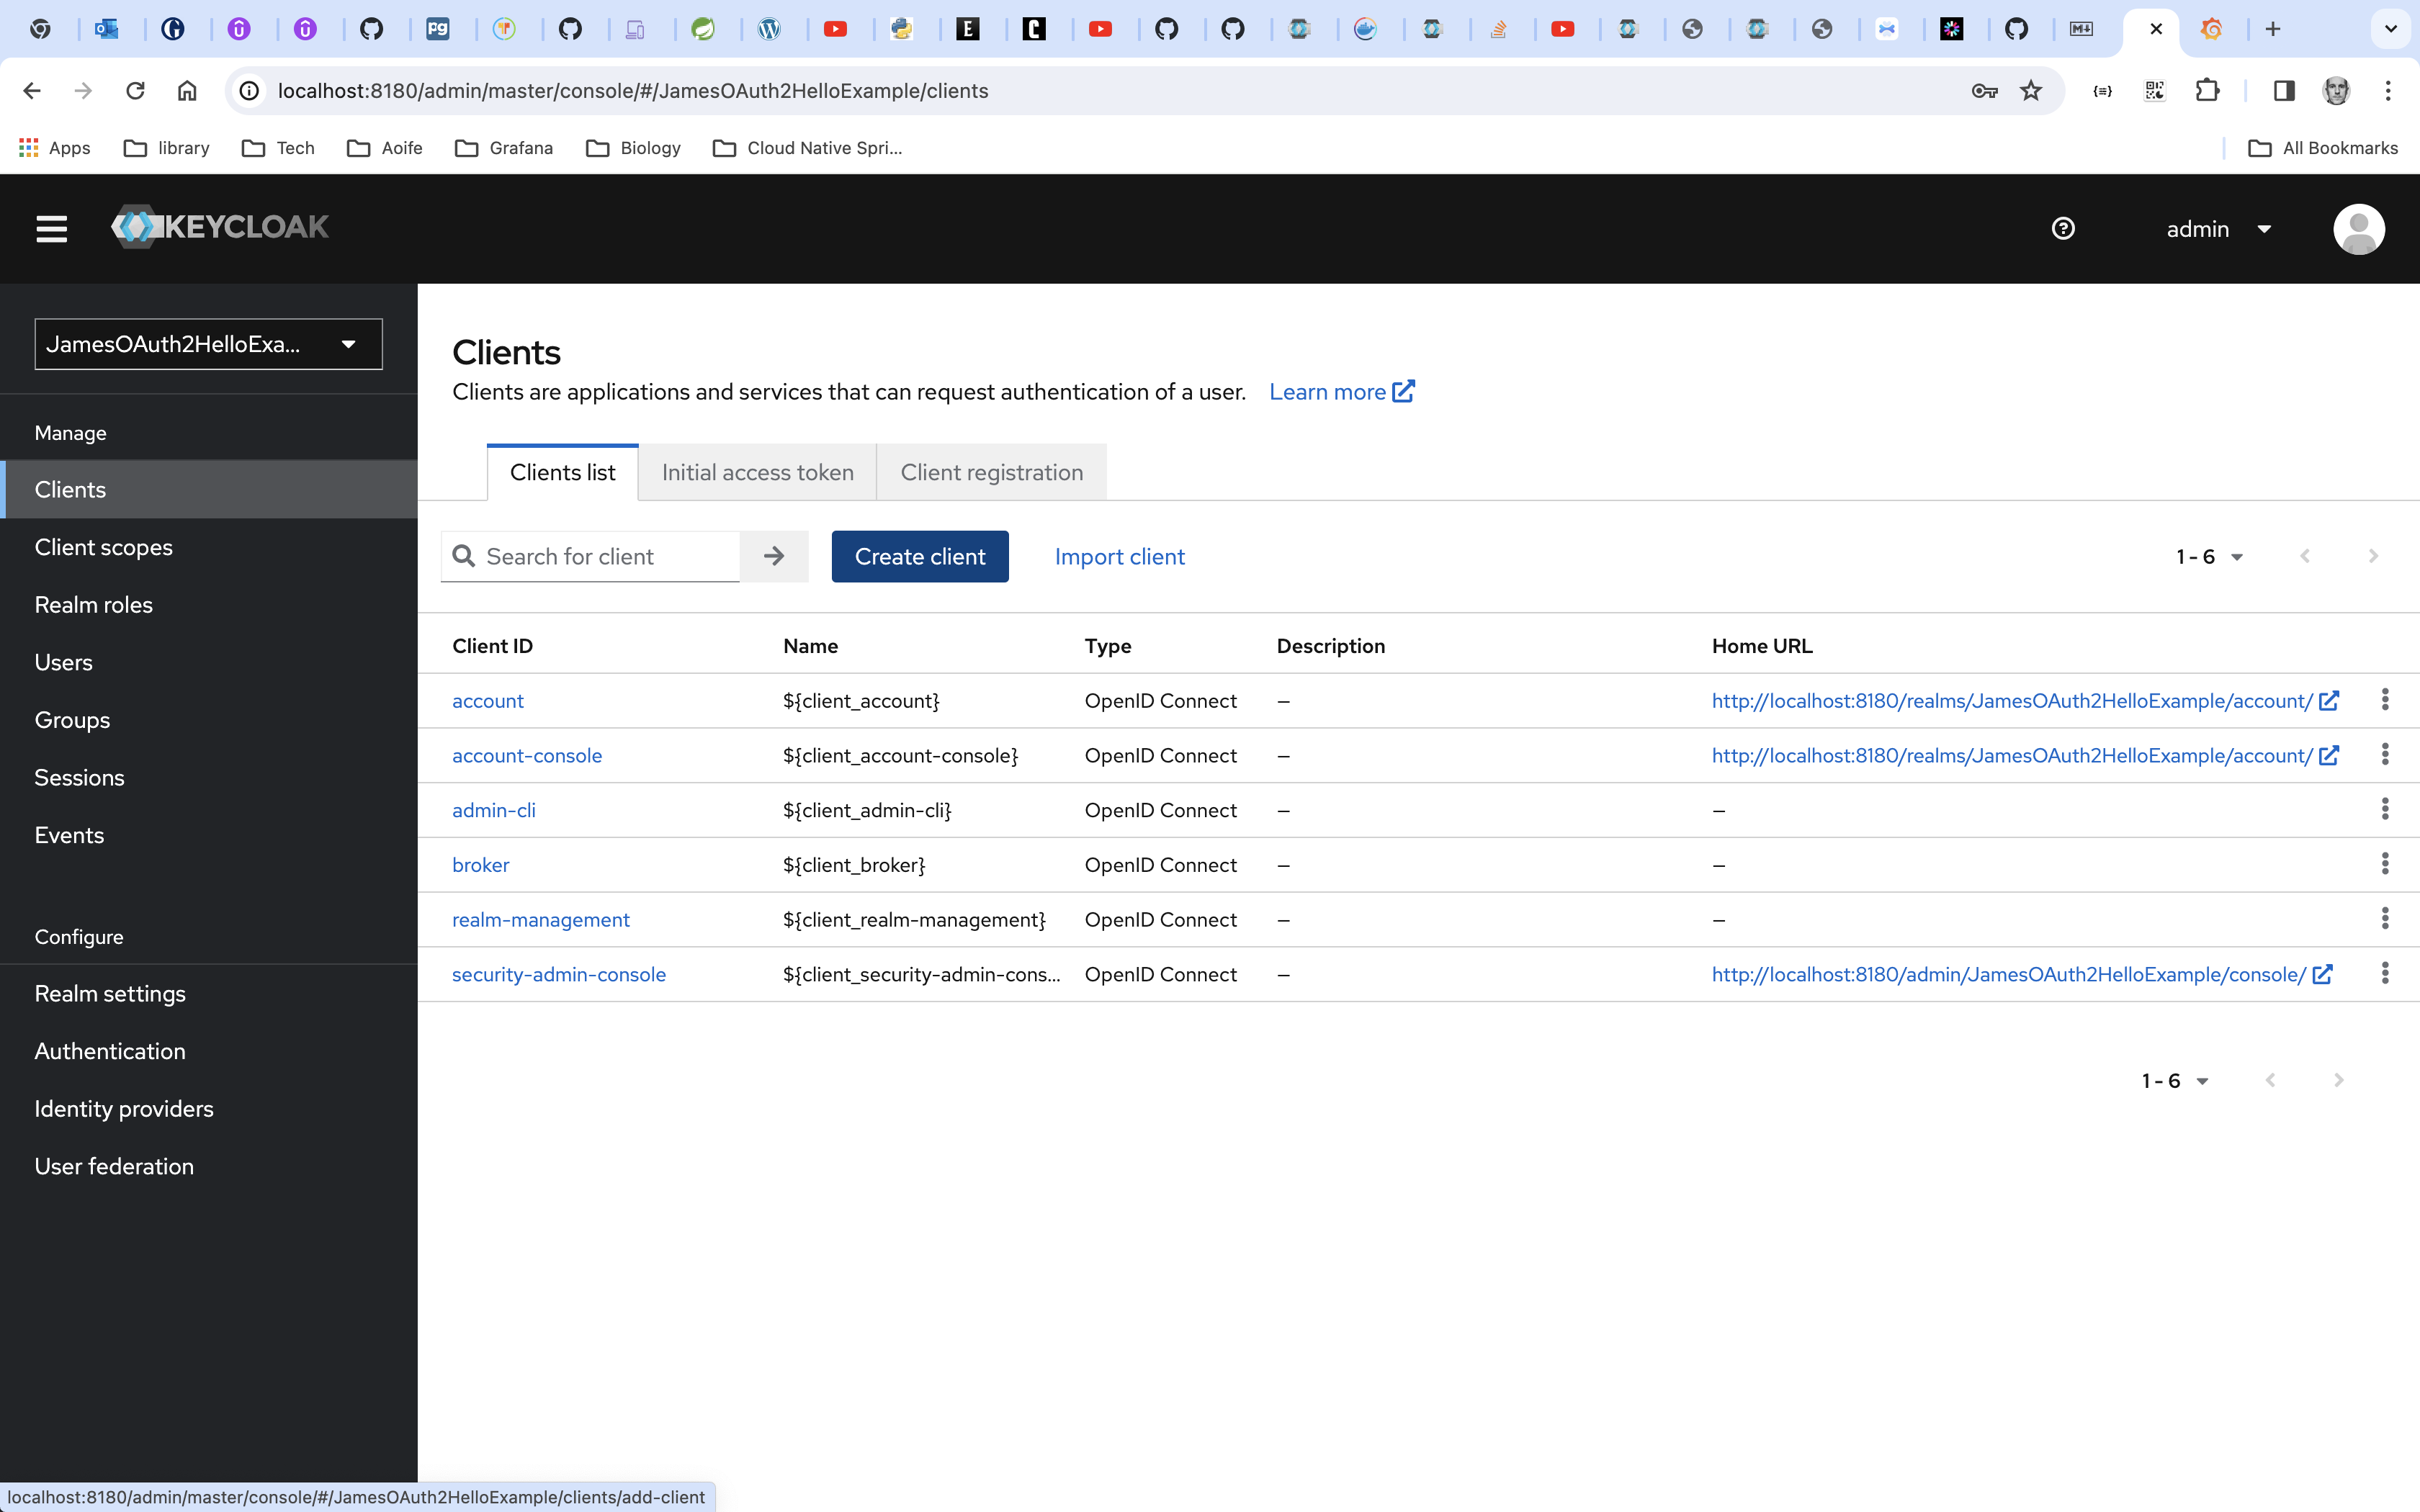 localhost:8180/admin/master/console/#/JamesOAuth2HelloExample/clients
Apps library Tech Aoife Grafana Biology Cloud Native Spri... All Bookmarks
KEYCLOAK admin
JamesOAuth2HelloExa...
Manage
Clients
Client scopes
Realm roles
Users
Groups
Sessions
Events
Configure
Realm settings
Authentication
Identity providers
User federation
Clients
Clients are applications and services that can request authentication of a user. Learn more
Clients list Initial access token Client registration
Search for client Create client Import client 1 - 6
Client ID Name Type Description Home URL
account ${client_account} OpenID Connect – http://localhost:8180/realms/JamesOAuth2HelloExample/account/
account-console ${client_account-console} OpenID Connect – http://localhost:8180/realms/JamesOAuth2HelloExample/account/
admin-cli ${client_admin-cli} OpenID Connect – –
broker ${client_broker} OpenID Connect – –
realm-management ${client_realm-management} OpenID Connect – –
security-admin-console ${client_security-admin-cons... OpenID Connect – http://localhost:8180/admin/JamesOAuth2HelloExample/console/
1 - 6
localhost:8180/admin/master/console/#/JamesOAuth2HelloExample/clients/add-client